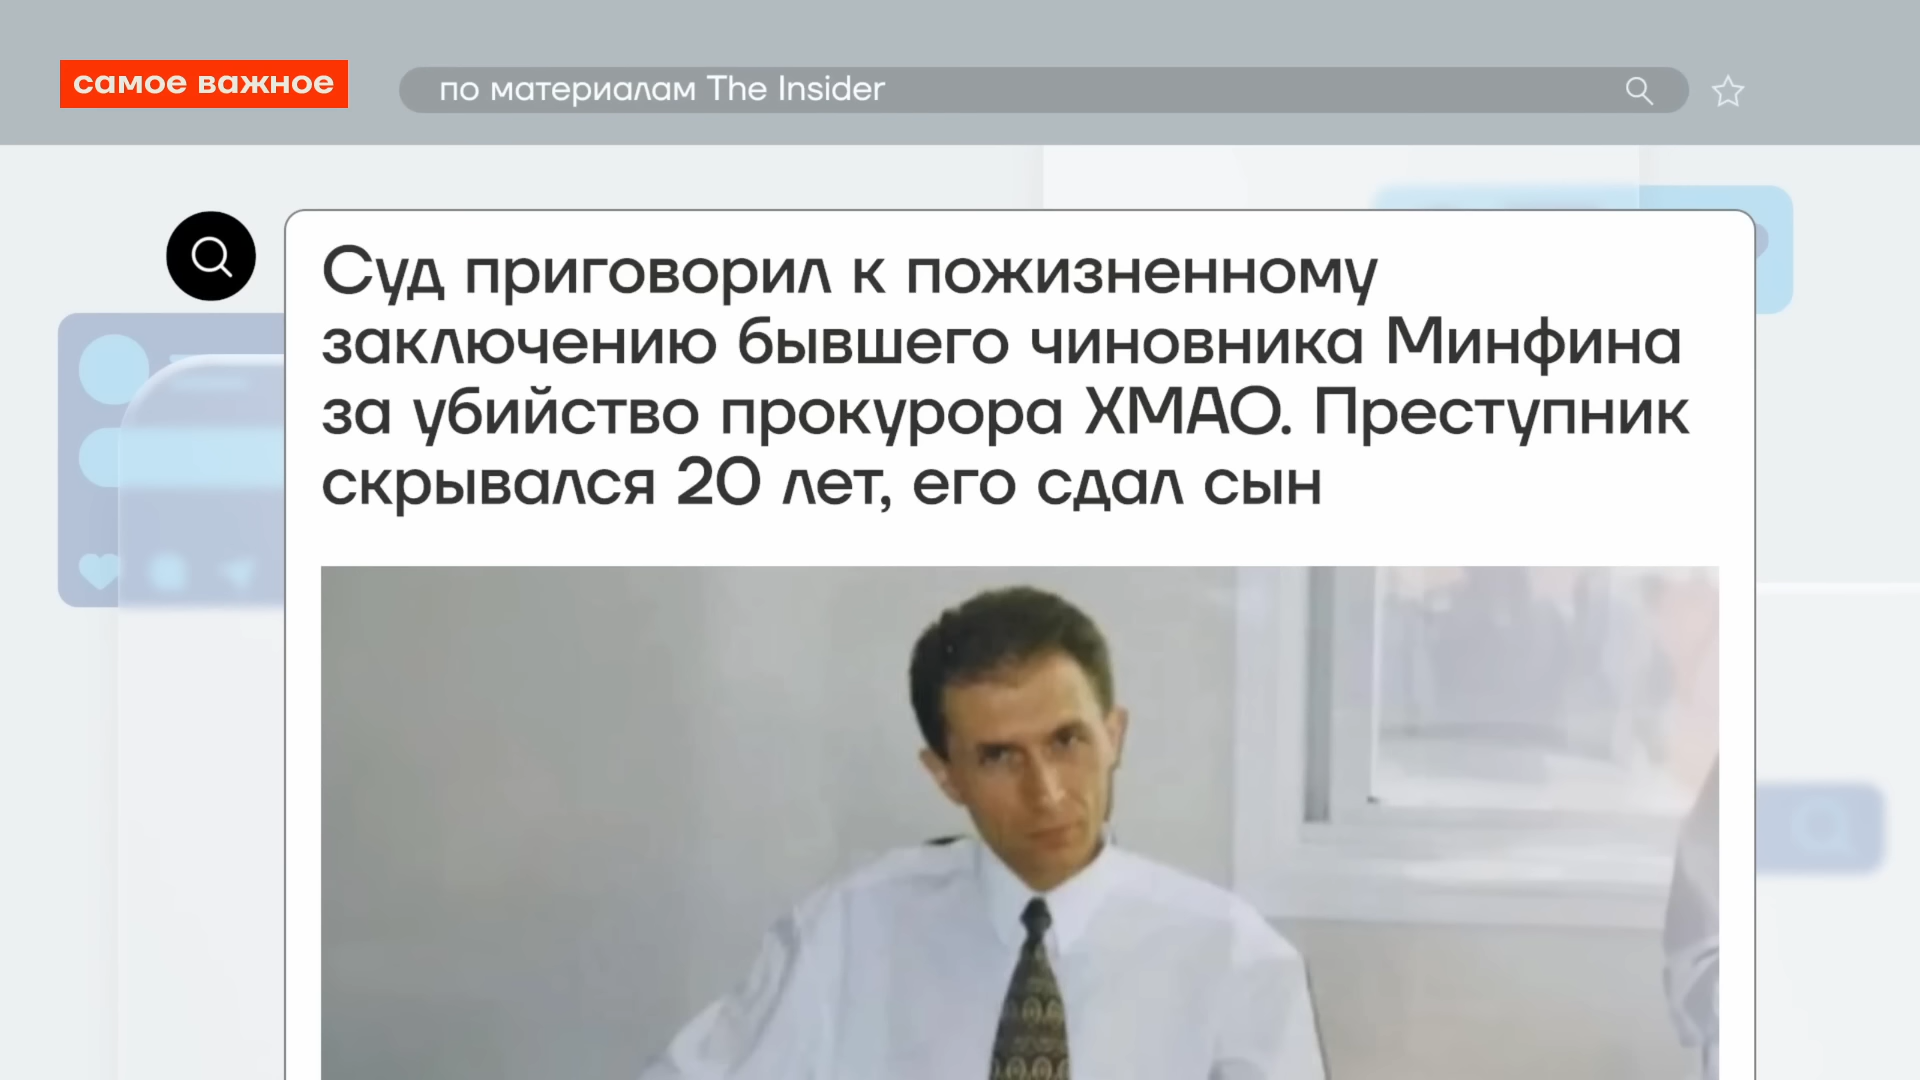 самое важное
по материалам The Insider
Суд приговорил к пожизненному
заключению бывшего чиновника Минфина
за убийство прокурора ХМАО. Преступник
скрывался 20 лет, его сдал сын